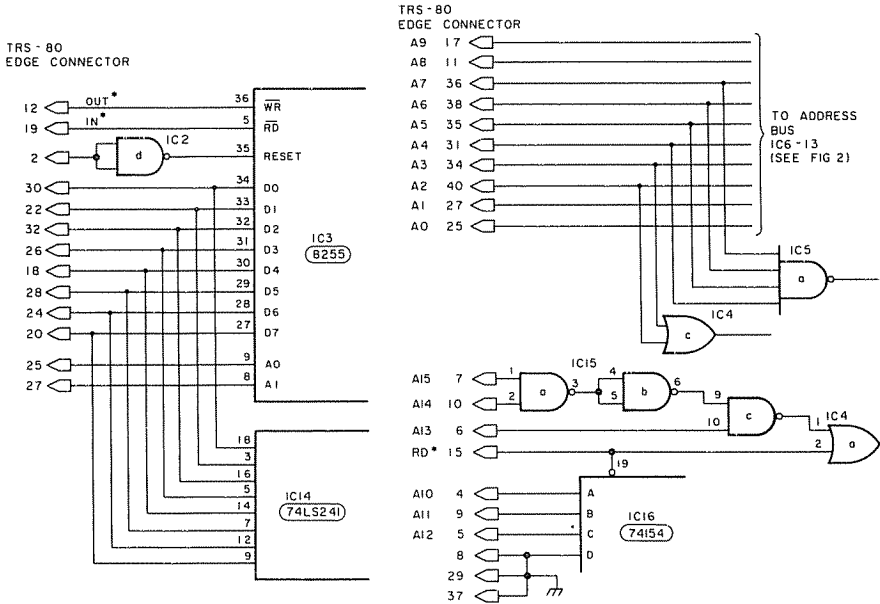 TRS-80
EDGE CONNECTOR
12 OUT* 36 WR
19 IN* 5 RD
2 d IC2 35 RESET
30 34 D0
22 33 D1
32 32 D2
26 31 D3
18 30 D4
28 29 D5
24 28 D6
20 27 D7
25 9 A0
27 8 A1
IC3
8255
18
3
16
5
14
7
12
9
IC14
74LS241
TRS-80
EDGE CONNECTOR
A9 17
A8 11
A7 36
A6 38
A5 35
A4 31
A3 34
A2 40
A1 27
A0 25
TO ADDRESS
BUS
IC6-13
(SEE FIG 2)
IC5
a
IC4
c
IC15
A15 7 1 a 3 4 b 6 9
A14 10 2 5 c 1 IC4
A13 6 10 a
RD* 15 2
19
A10 4 A
A11 9 B
A12 5 C
8 D
29
37
IC16
74154